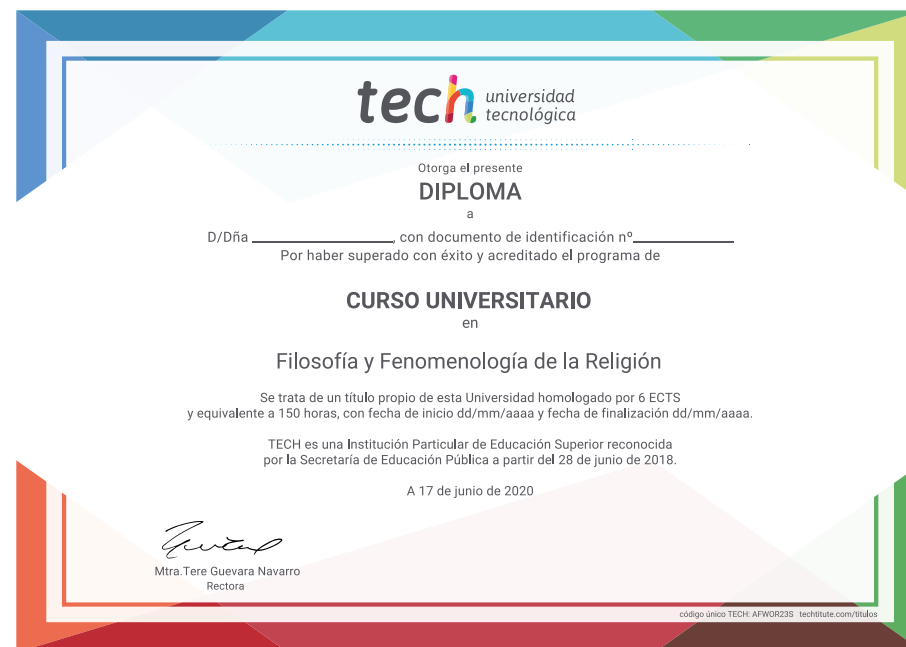 tech universidad
tecnológica
Otorga el presente
DIPLOMA
a
D/Dña ____________________, con documento de identificación nº______________
Por haber superado con éxito y acreditado el programa de
CURSO UNIVERSITARIO
en
Filosofía y Fenomenología de la Religión
Se trata de un título propio de esta Universidad homologado por 6 ECTS
y equivalente a 150 horas, con fecha de inicio dd/mm/aaaa y fecha de finalización dd/mm/aaaa.
TECH es una Institución Particular de Educación Superior reconocida
por la Secretaría de Educación Pública a partir del 28 de junio de 2018.
A 17 de junio de 2020
Mtra.Tere Guevara Navarro
Rectora
código único TECH: AFWOR23S techtitute.com/titulos